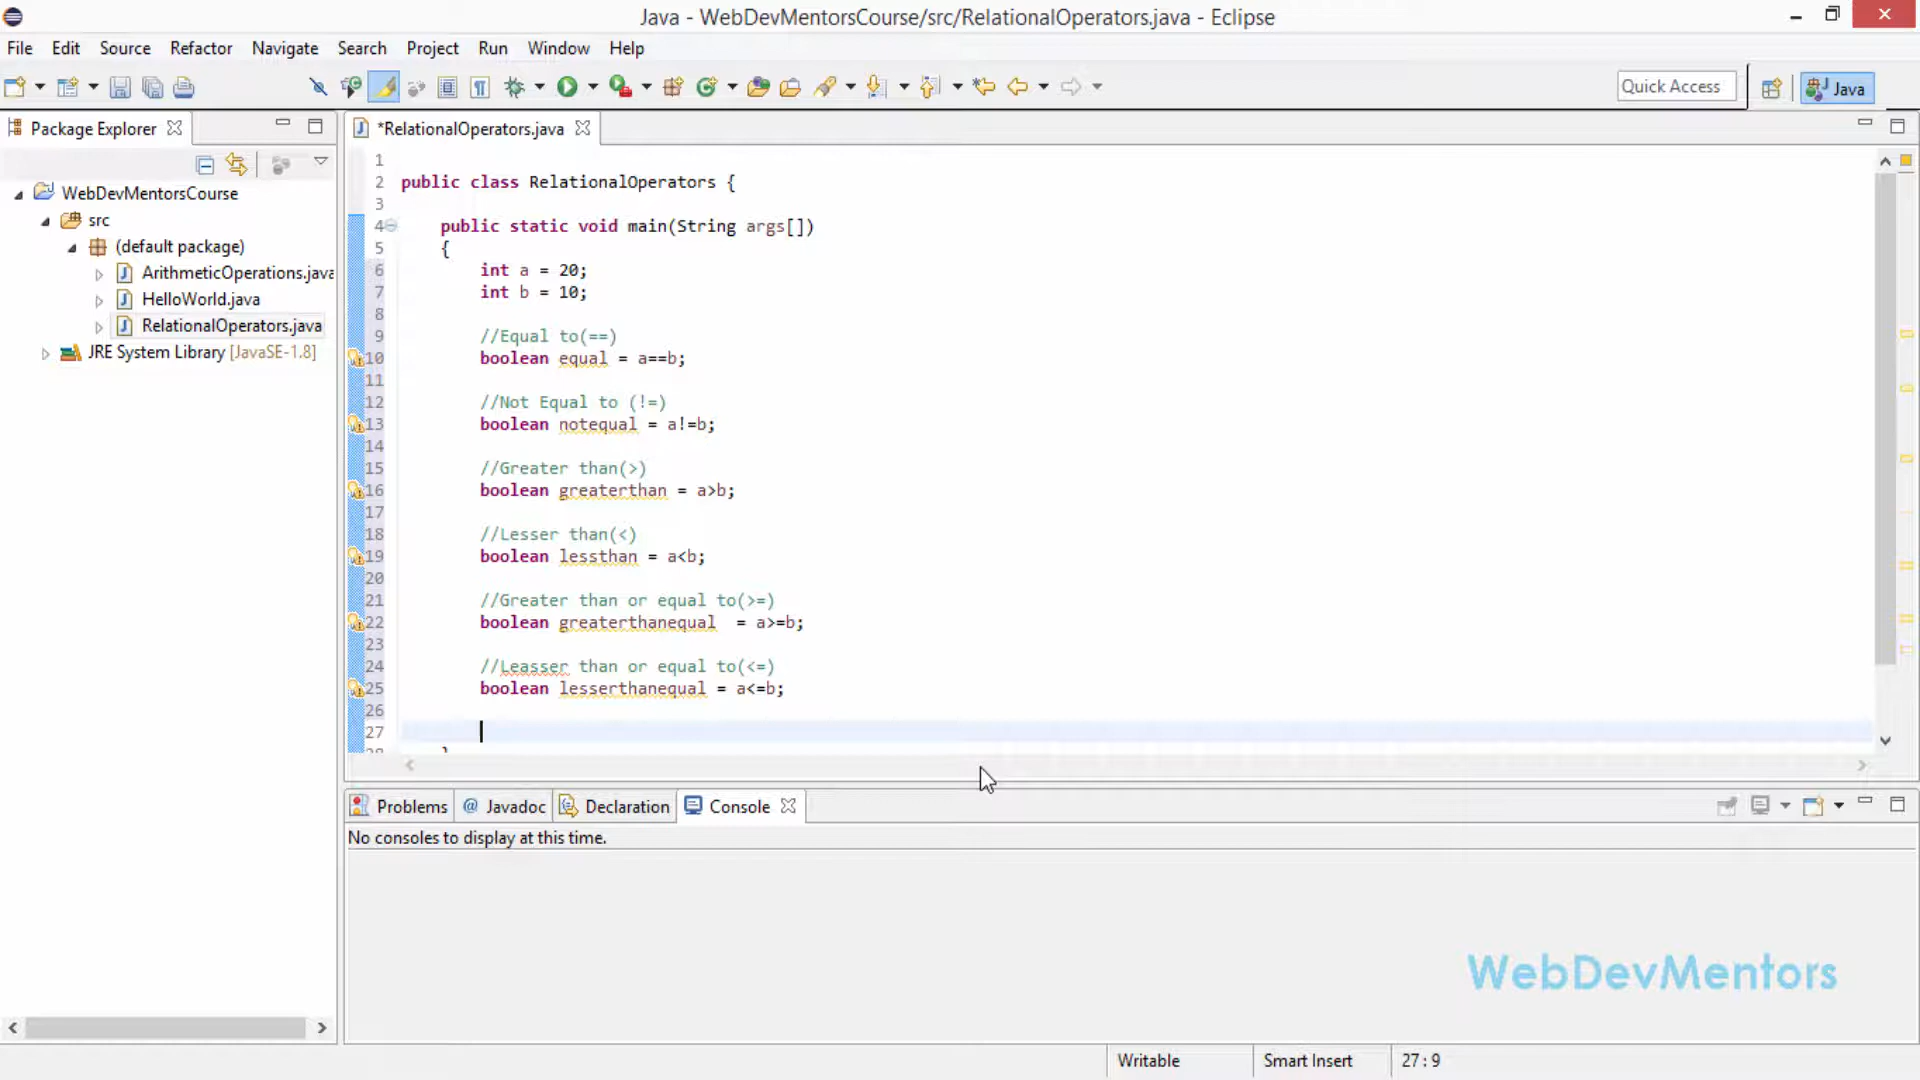 Java - WebDevMentorsCourse/src/RelationalOperators.java - Eclipse
File Edit Source Refactor Navigate Search Project Run Window Help
Quick Access
Java
Package Explorer
*RelationalOperators.java
WebDevMentorsCourse
src
(default package)
ArithmeticOperations.java
HelloWorld.java
RelationalOperators.java
JRE System Library [JavaSE-1.8]
1
2 public class RelationalOperators {
3
4 public static void main(String args[])
5 {
6 int a = 20;
7 int b = 10;
8
9 //Equal to(==)
10 boolean equal = a==b;
11
12 //Not Equal to (!=)
13 boolean notequal = a!=b;
14
15 //Greater than(>)
16 boolean greaterthan = a>b;
17
18 //Lesser than(<)
19 boolean lessthan = a<b;
20
21 //Greater than or equal to(>=)
22 boolean greaterthanequal  = a>=b;
23
24 //Leasser than or equal to(<=)
25 boolean lesserthanequal = a<=b;
26
27
Problems @ Javadoc Declaration Console
No consoles to display at this time.
WebDevMentors
Writable Smart Insert 27 : 9